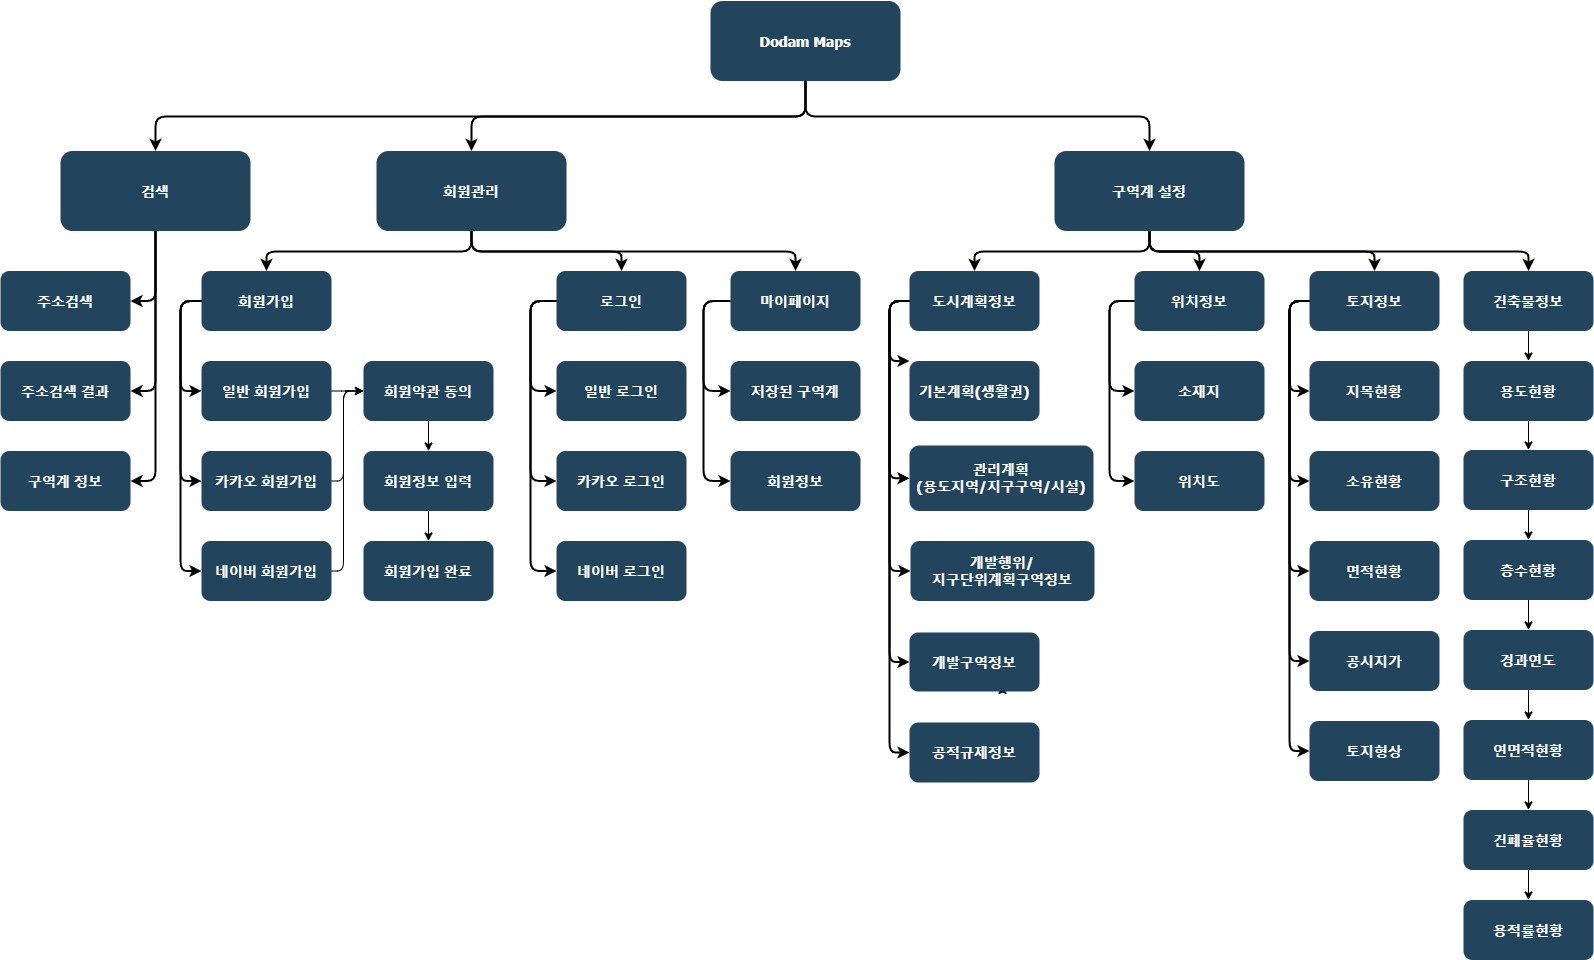 Dodam Maps
검색
회원관리
구역계 설정
주소검색
회원가입
로그인
마이페이지
도시계획정보
위치정보
토지정보
건축물정보
주소검색 결과
일반 회원가입
회원약관 동의
일반 로그인
저장된 구역계
기본계획(생활권)
소재지
지목현황
용도현황
구역계 정보
카카오 회원가입
회원정보 입력
카카오 로그인
회원정보
관리계획
(용도지역/지구구역/시설)
위치도
소유현황
구조현황
네이버 회원가입
회원가입 완료
네이버 로그인
개발행위/
지구단위계획구역정보
면적현황
층수현황
개발구역정보
공시지가
경과연도
공적규제정보
토지형상
연면적현황
건폐율현황
용적률현황